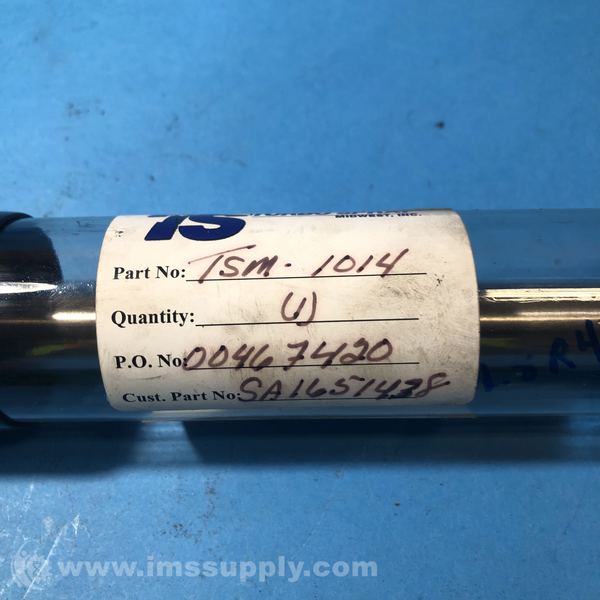 TS
MIDWEST, INC.
Part No: TSM- 1014
Quantity: (1)
P.O. No: 00467420
Cust. Part No: SA1651438
www.imssupply.com